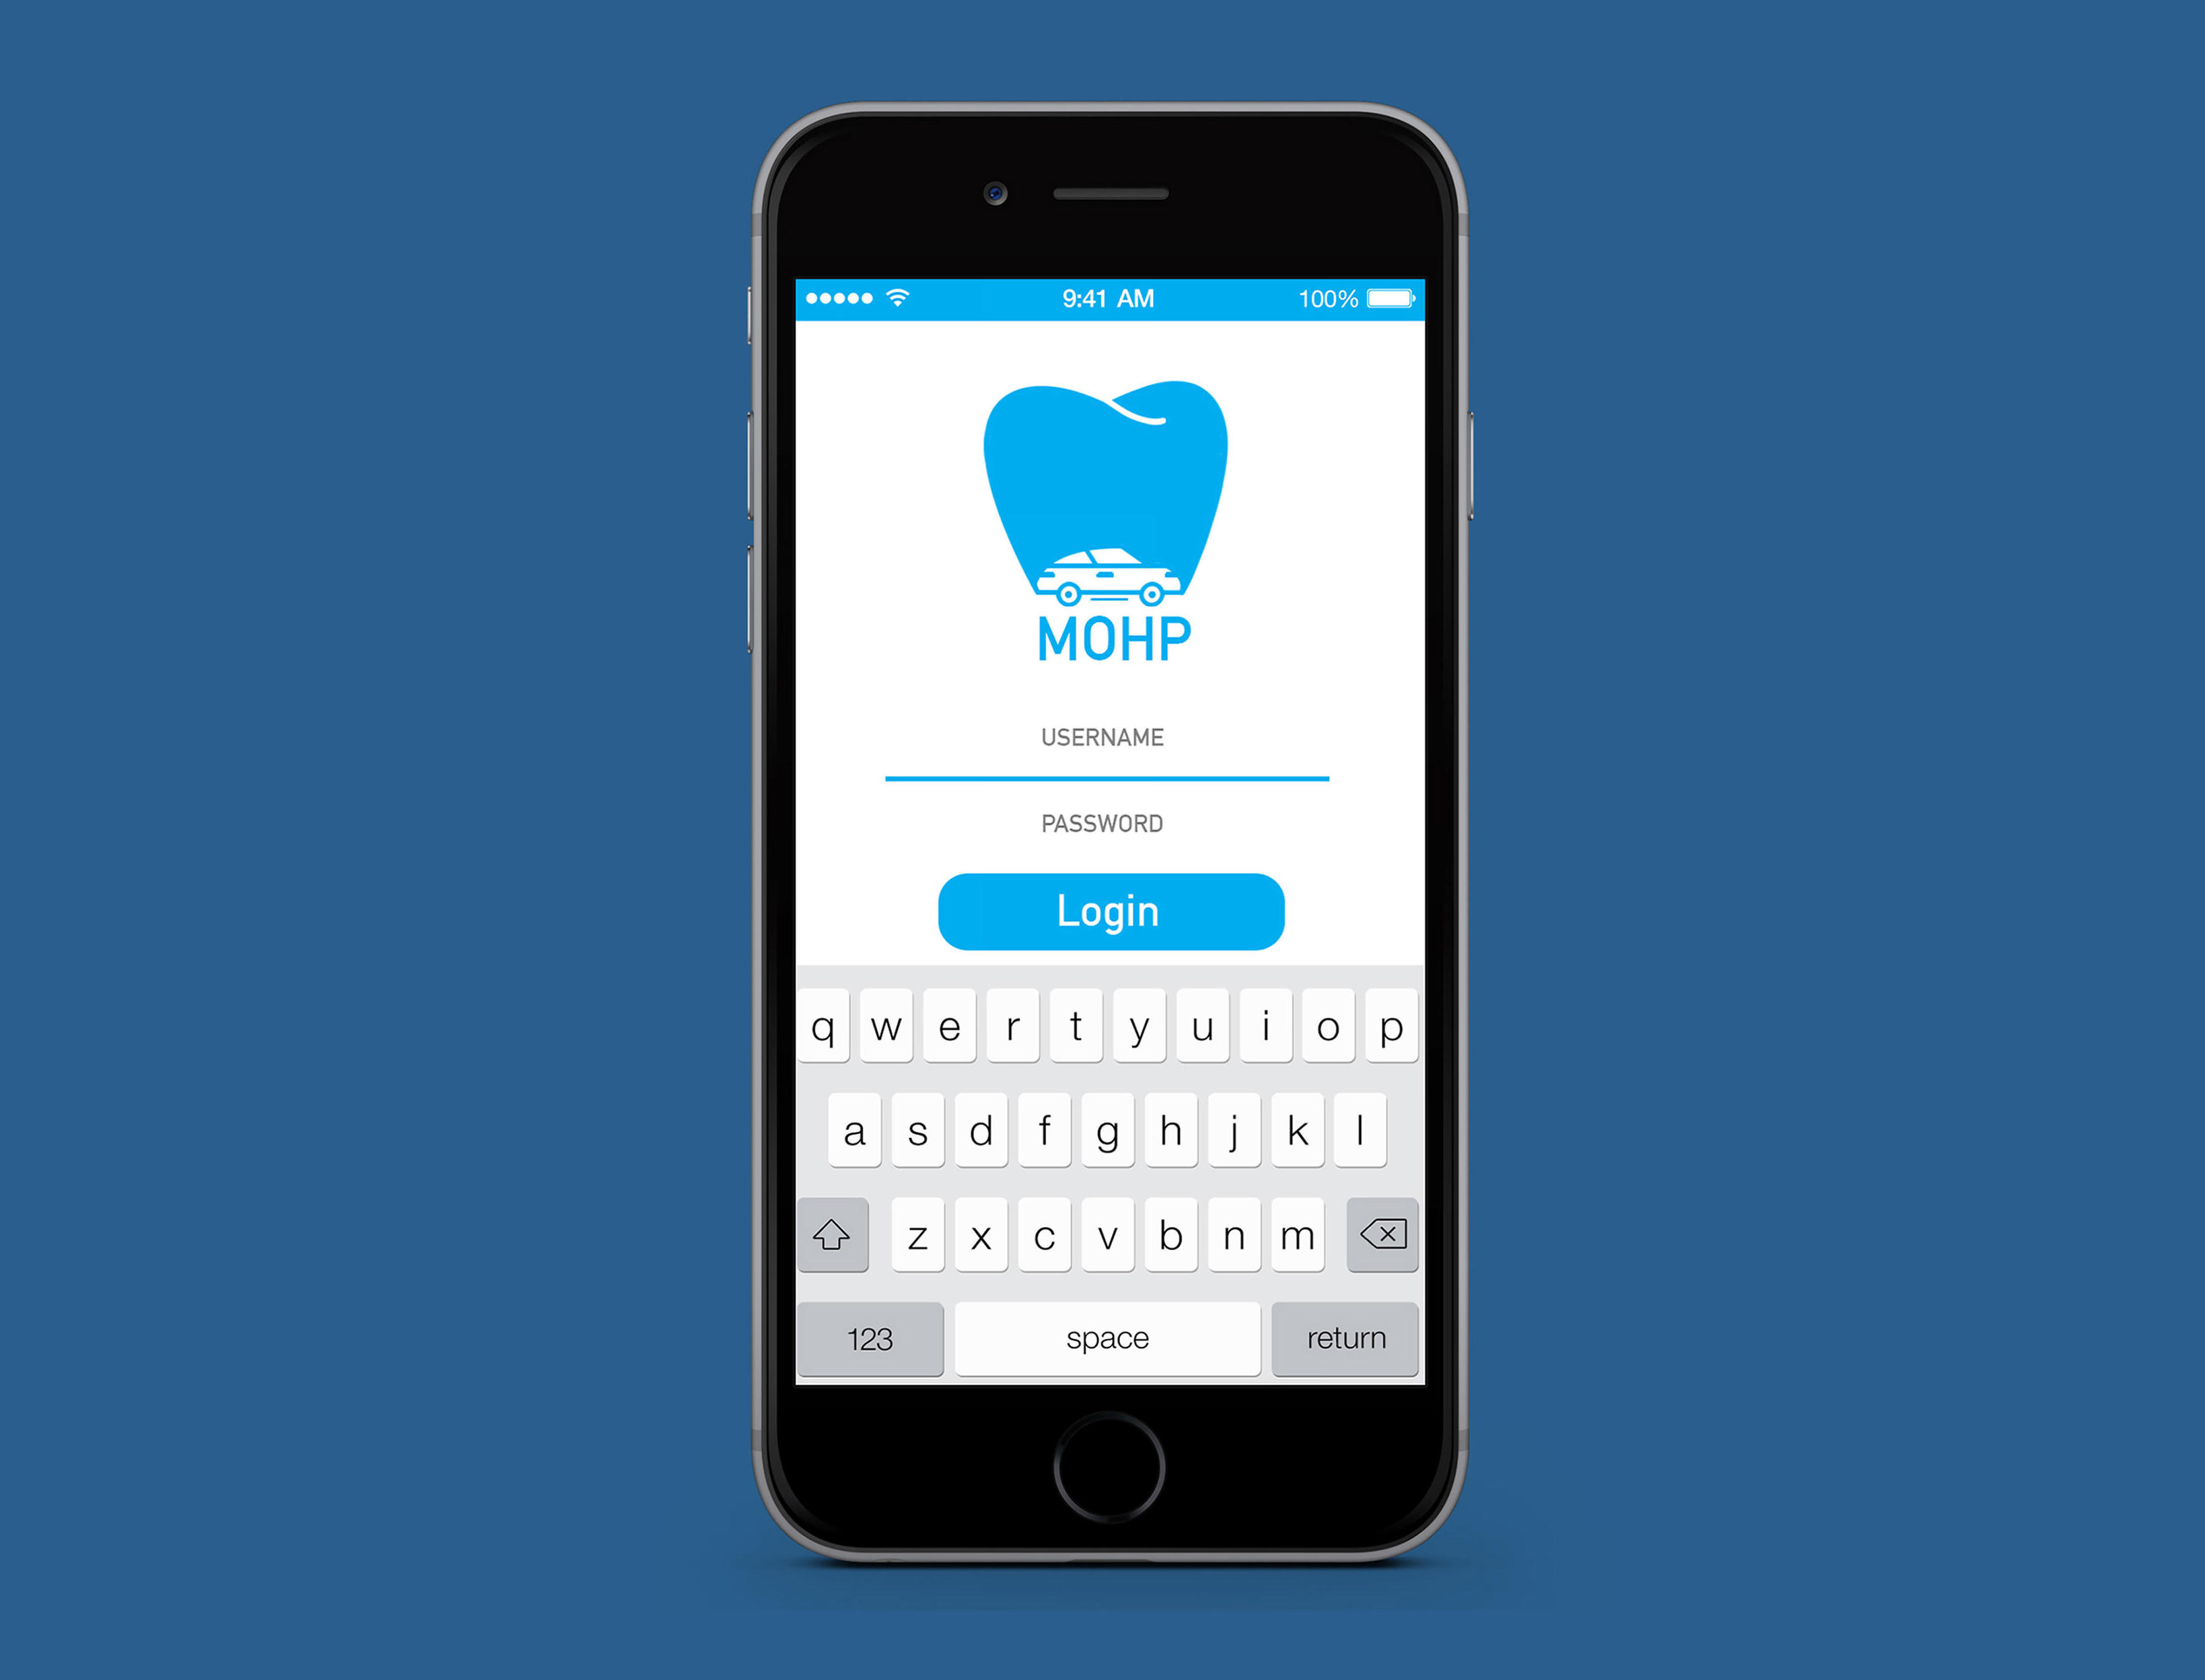 9:41 AM 100%
MOHP
USERNAME
PASSWORD
Login
q w e r t y u i o p
a s d f g h j k l
z x c v b n m
123 space return